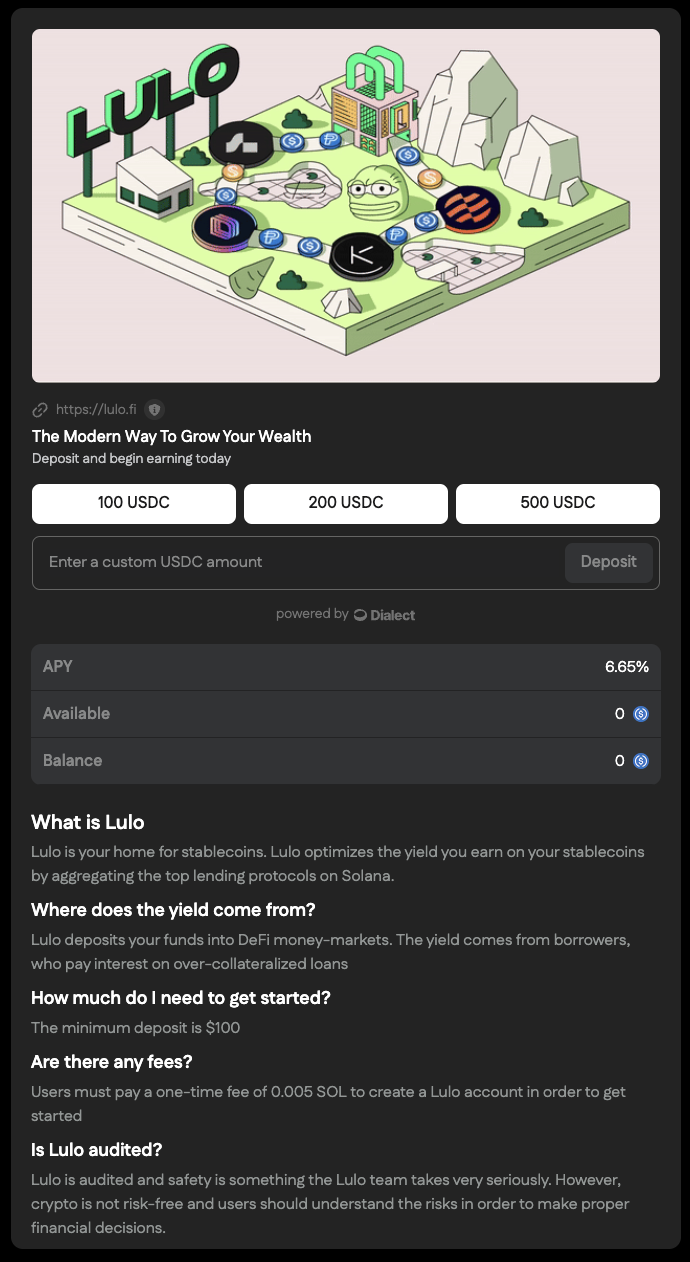 LULO
https://lulo.fi
The Modern Way To Grow Your Wealth
Deposit and begin earning today
100 USDC
200 USDC
500 USDC
Enter a custom USDC amount
Deposit
powered by Dialect
APY
6.65%
Available
0
Balance
0
What is Lulo
Lulo is your home for stablecoins. Lulo optimizes the yield you earn on your stablecoins
by aggregating the top lending protocols on Solana.
Where does the yield come from?
Lulo deposits your funds into DeFi money-markets. The yield comes from borrowers,
who pay interest on over-collateralized loans
How much do I need to get started?
The minimum deposit is $100
Are there any fees?
Users must pay a one-time fee of 0.005 SOL to create a Lulo account in order to get
started
Is Lulo audited?
Lulo is audited and safety is something the Lulo team takes very seriously. However,
crypto is not risk-free and users should understand the risks in order to make proper
financial decisions.